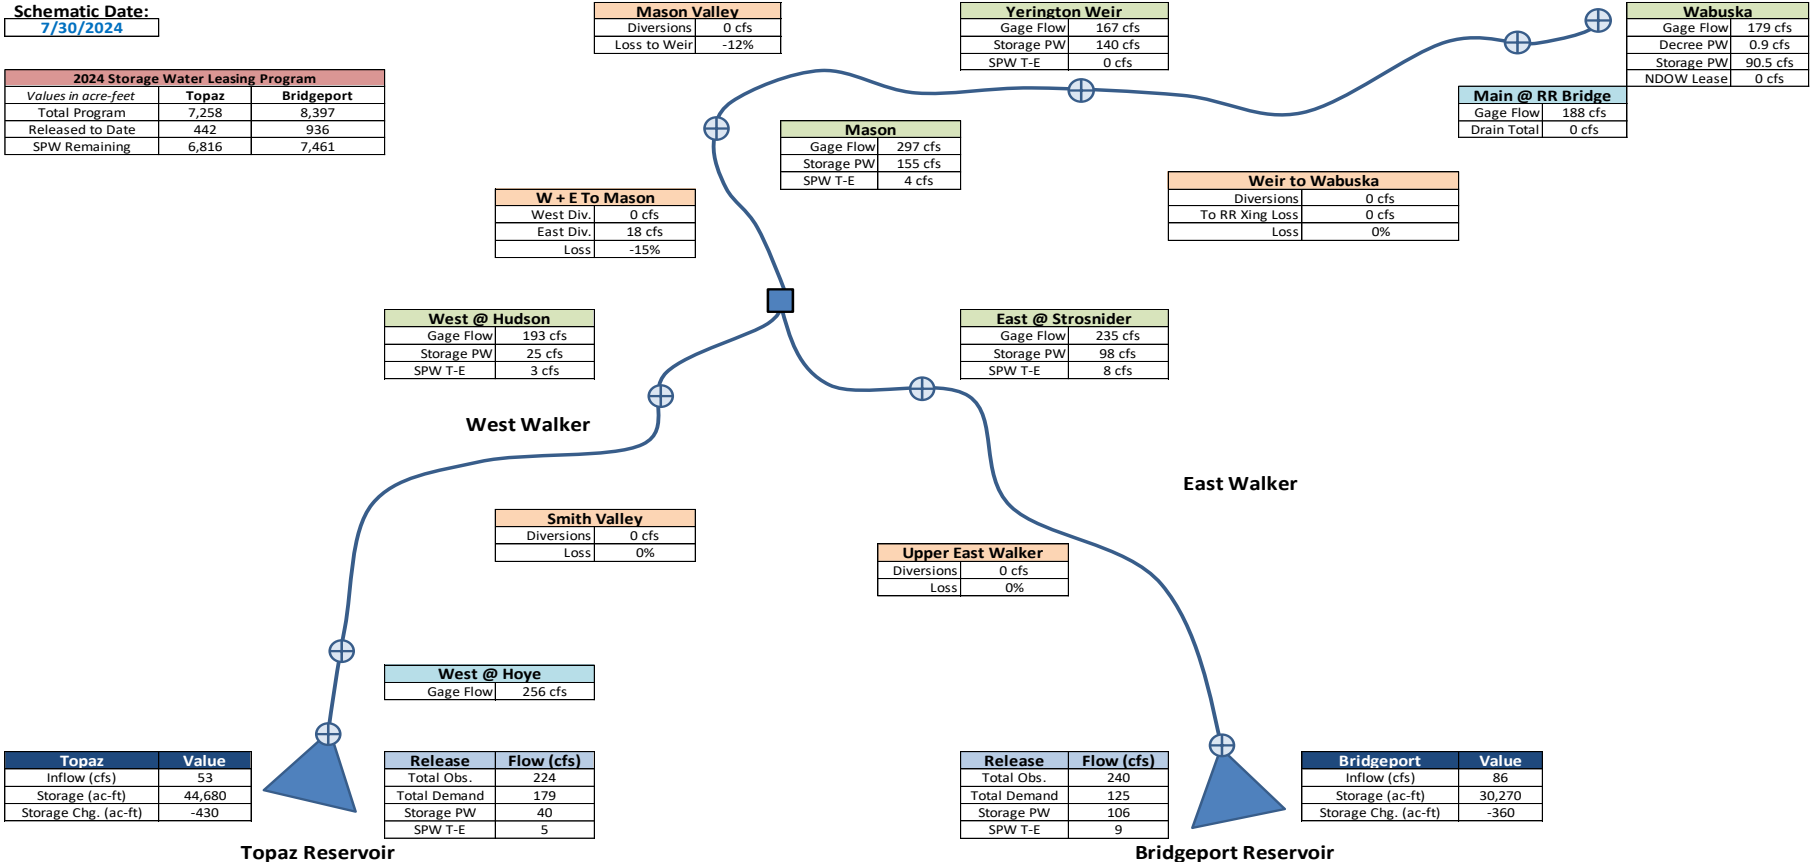 Schematic Date:
7/30/2024
2024 Storage Water Leasing Program
Values in acre-feet Topaz Bridgeport
Total Program 7,258 8,397
Released to Date 442 936
SPW Remaining 6,816 7,461
Mason Valley
Diversions 0 cfs
Loss to Weir -12%
Yerington Weir
Gage Flow 167 cfs
Storage PW 140 cfs
SPW T-E 0 cfs
Wabuska
Gage Flow 179 cfs
Decree PW 0.9 cfs
Storage PW 90.5 cfs
NDOW Lease 0 cfs
Main @ RR Bridge
Gage Flow 188 cfs
Drain Total 0 cfs
Mason
Gage Flow 297 cfs
Storage PW 155 cfs
SPW T-E 4 cfs
W + E To Mason
West Div. 0 cfs
East Div. 18 cfs
Loss -15%
Weir to Wabuska
Diversions 0 cfs
To RR Xing Loss 0 cfs
Loss 0%
West @ Hudson
Gage Flow 193 cfs
Storage PW 25 cfs
SPW T-E 3 cfs
East @ Strosnider
Gage Flow 235 cfs
Storage PW 98 cfs
SPW T-E 8 cfs
West Walker
East Walker
Smith Valley
Diversions 0 cfs
Loss 0%
Upper East Walker
Diversions 0 cfs
Loss 0%
West @ Hoye
Gage Flow 256 cfs
Topaz Value
Inflow (cfs) 53
Storage (ac-ft) 44,680
Storage Chg. (ac-ft) -430
Release Flow (cfs)
Total Obs. 224
Total Demand 179
Storage PW 40
SPW T-E 5
Release Flow (cfs)
Total Obs. 240
Total Demand 125
Storage PW 106
SPW T-E 9
Bridgeport Value
Inflow (cfs) 86
Storage (ac-ft) 30,270
Storage Chg. (ac-ft) -360
Topaz Reservoir
Bridgeport Reservoir